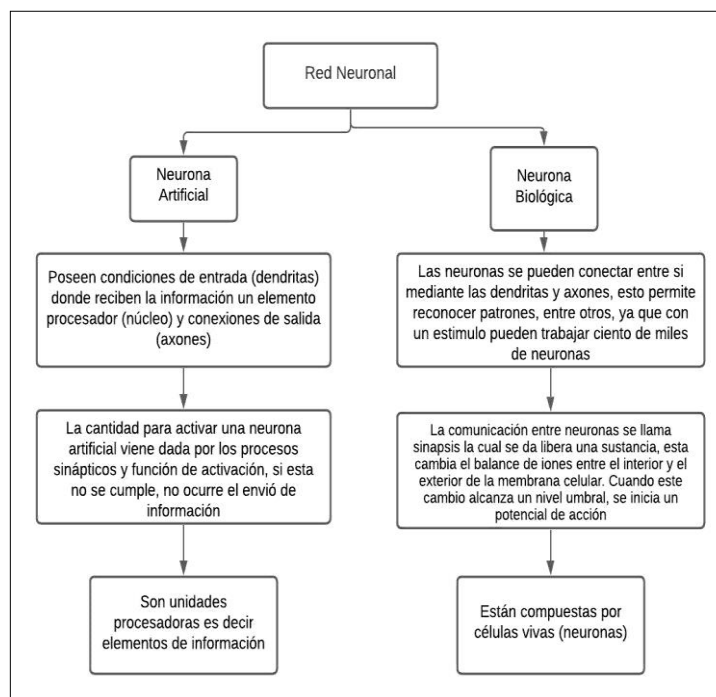 Red Neuronal
Neurona
Artificial
Neurona
Biológica
Poseen condiciones de entrada (dendritas)
donde reciben la información un elemento
procesador (núcleo) y conexiones de salida
(axones)
Las neuronas se pueden conectar entre si
mediante las dendritas y axones, esto permite
reconocer patrones, entre otros, ya que con
un estimulo pueden trabajar ciento de miles
de neuronas
La cantidad para activar una neurona
artificial viene dada por los procesos
sinápticos y función de activación, si esta
no se cumple, no ocurre el envió de
información
La comunicación entre neuronas se llama
sinapsis la cual se da libera una sustancia, esta
cambia el balance de iones entre el interior y el
exterior de la membrana celular. Cuando este
cambio alcanza un nivel umbral, se inicia un
potencial de acción
Son unidades
procesadoras es decir
elementos de información
Están compuestas por
células vivas (neuronas)